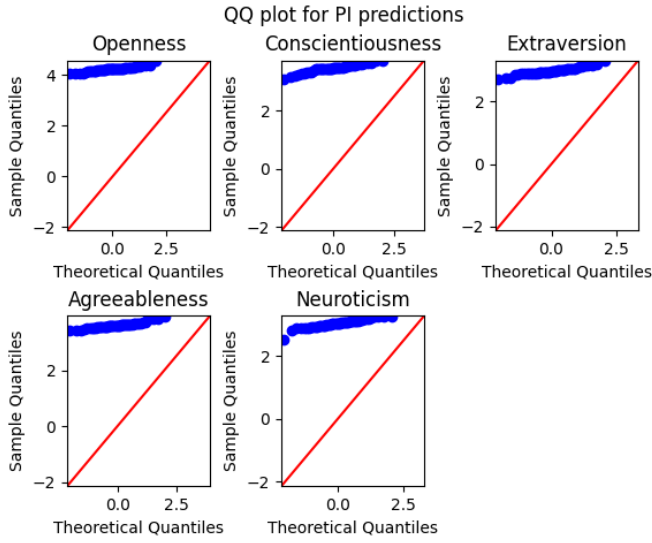 QQ plot for PI predictions
Openness
Conscientiousness
Extraversion
Sample Quantiles
4
2
0
−2
0.0
2.5
Theoretical Quantiles
Sample Quantiles
2
0
−2
0.0
2.5
Theoretical Quantiles
Sample Quantiles
2
0
−2
0.0
2.5
Theoretical Quantiles
Agreeableness
Neuroticism
Sample Quantiles
2
0
−2
0.0
2.5
Theoretical Quantiles
Sample Quantiles
2
0
−2
0.0
2.5
Theoretical Quantiles